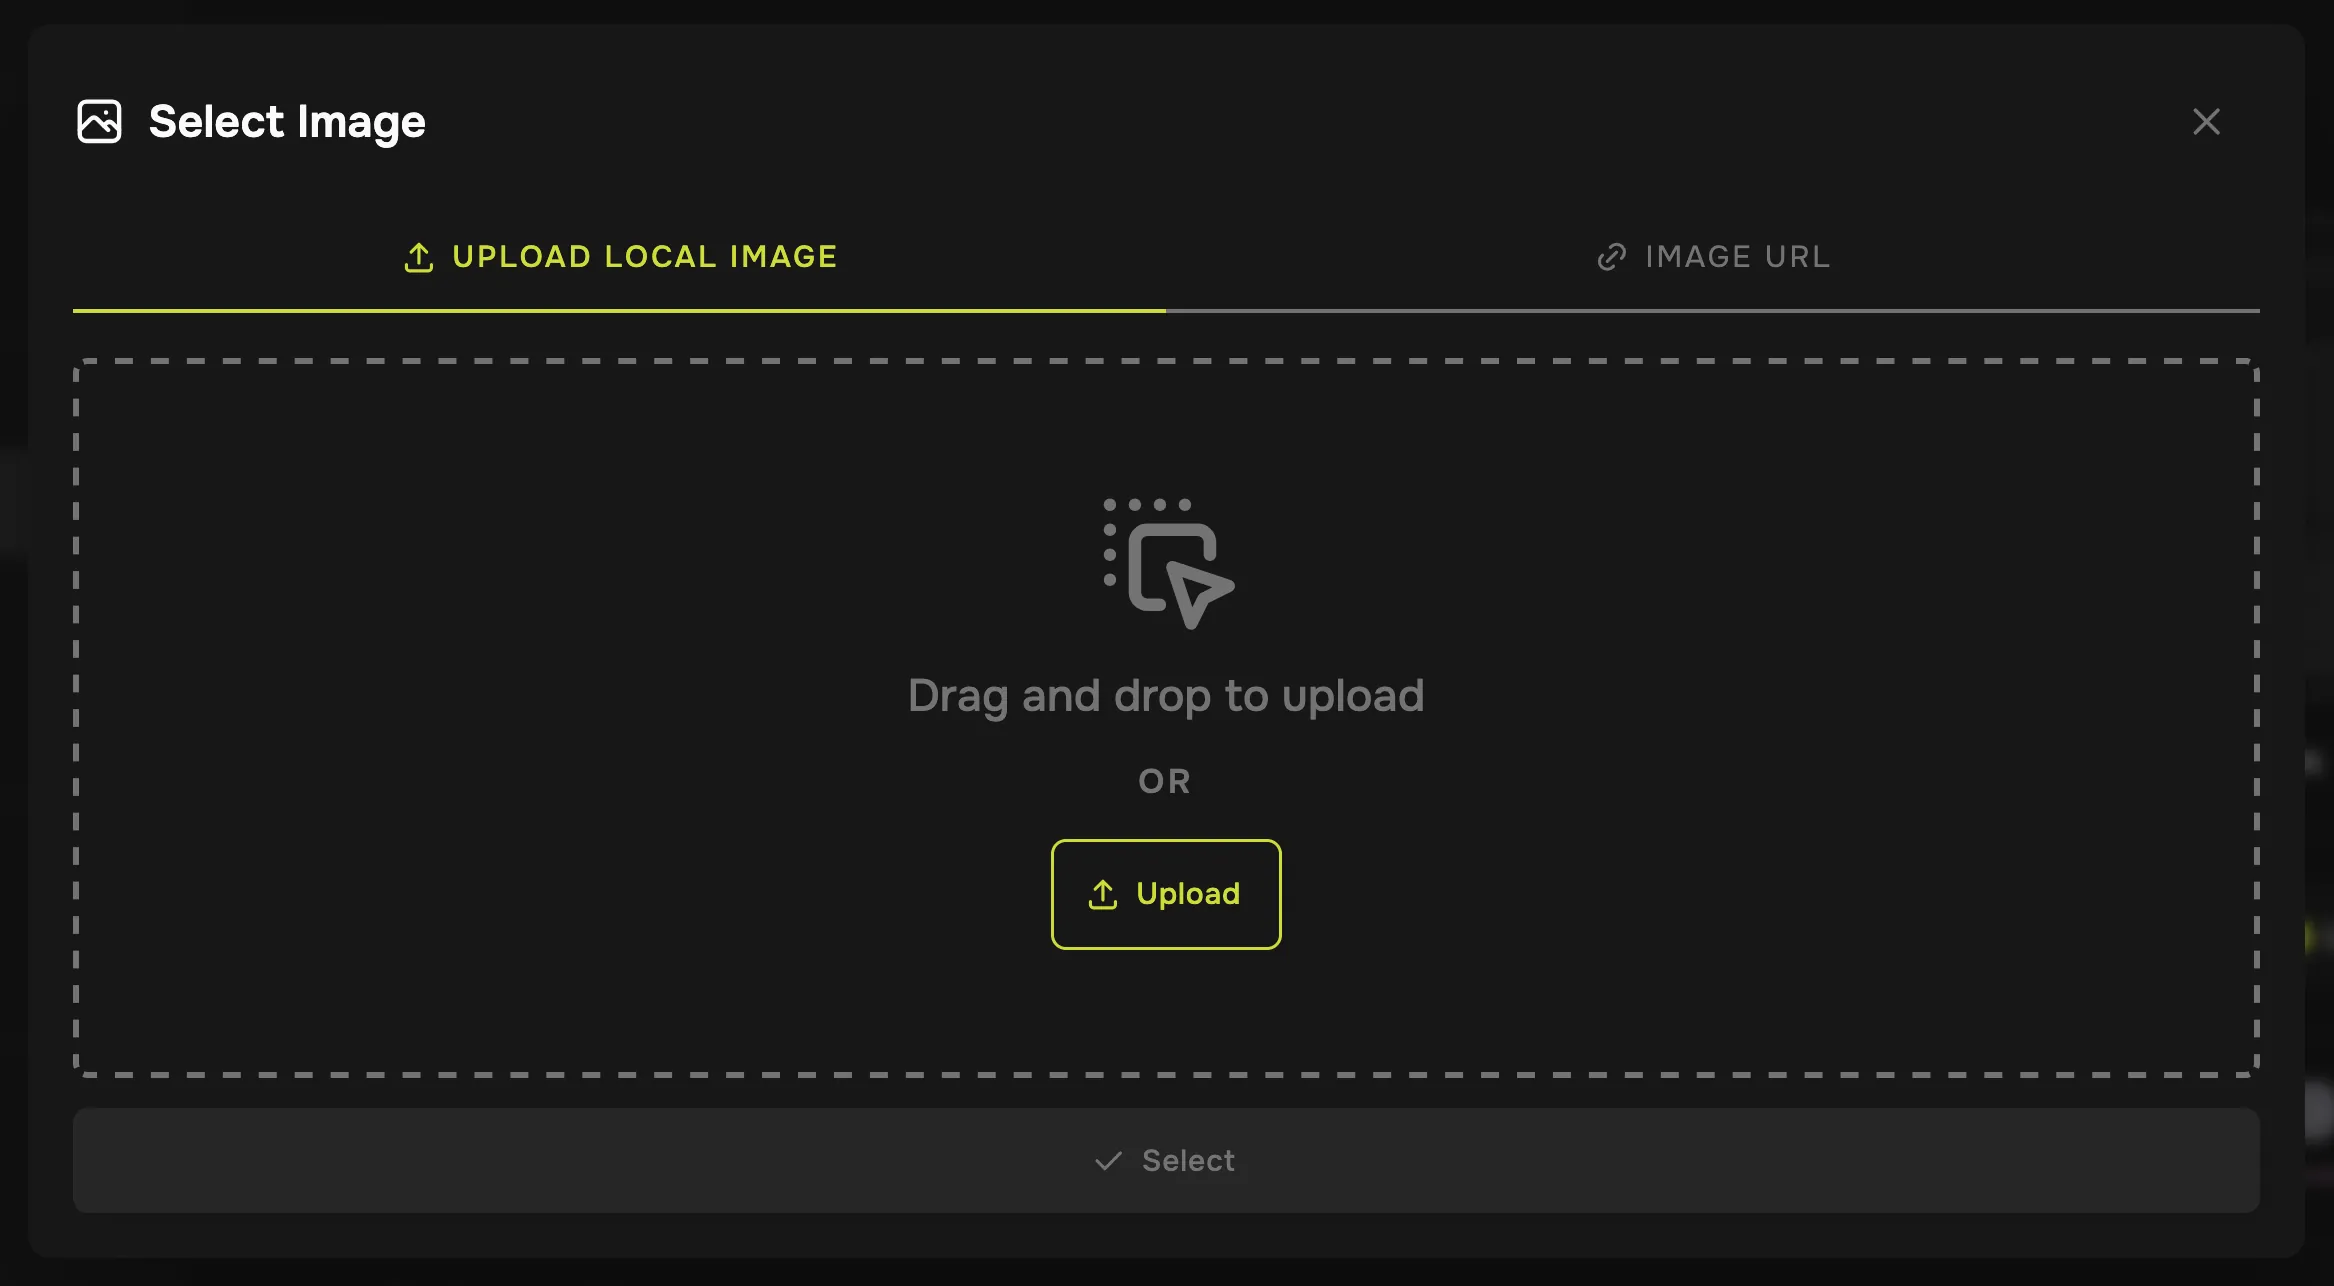 Select Image
UPLOAD LOCAL IMAGE
IMAGE URL
Drag and drop to upload
OR
Upload
Select